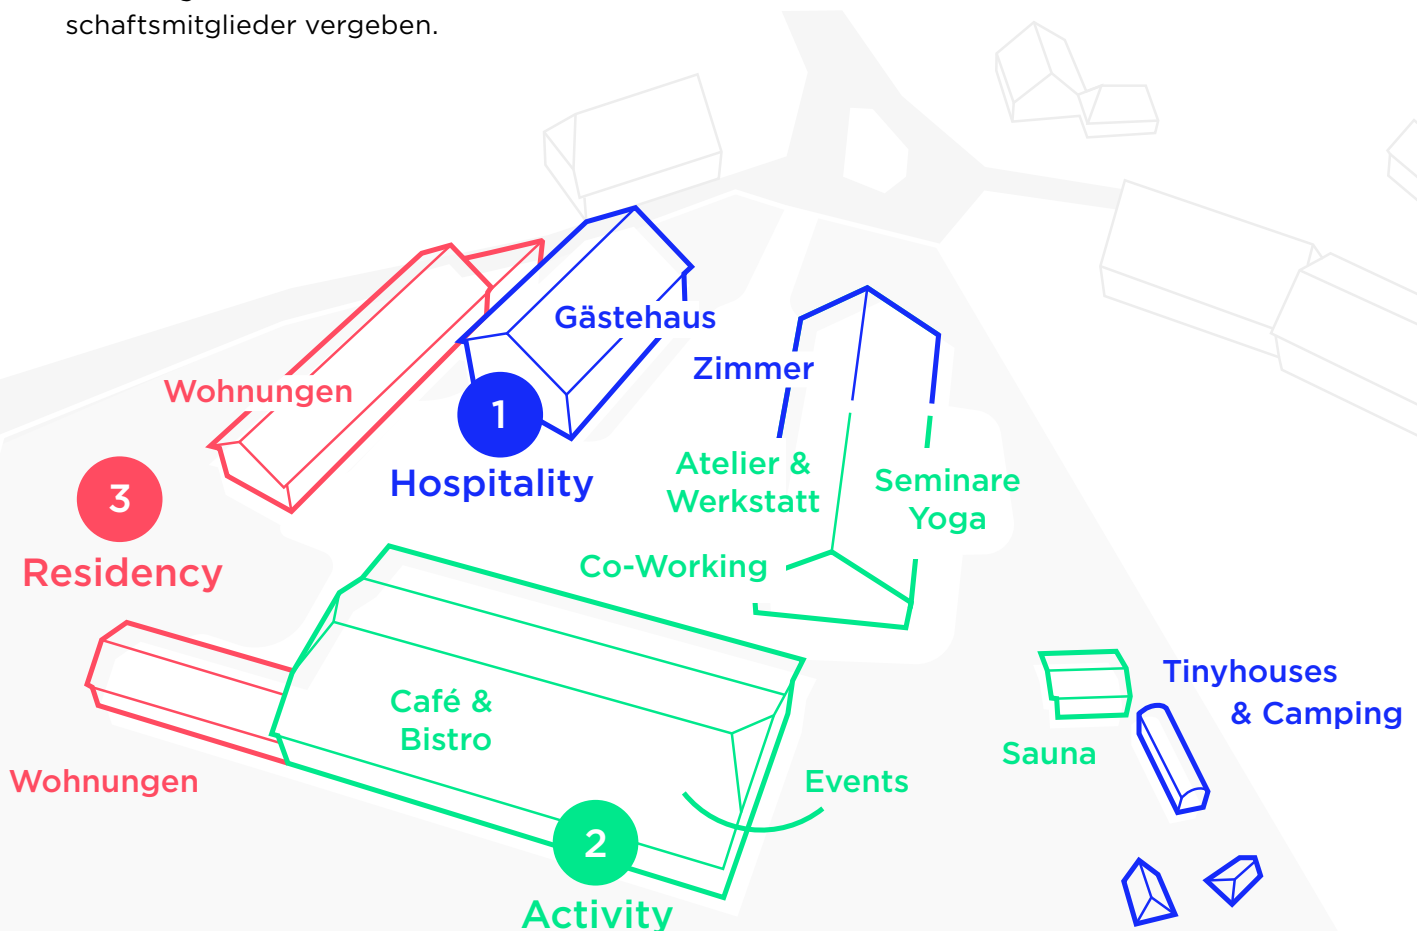 schaftsmitglieder vergeben.
Gästehaus
Zimmer
Wohnungen
1
Hospitality
Atelier &
Werkstatt
Seminare
Yoga
3
Residency
Co-Working
Tinyhouses
& Camping
Café &
Bistro
Sauna
Wohnungen
Events
2
Activity